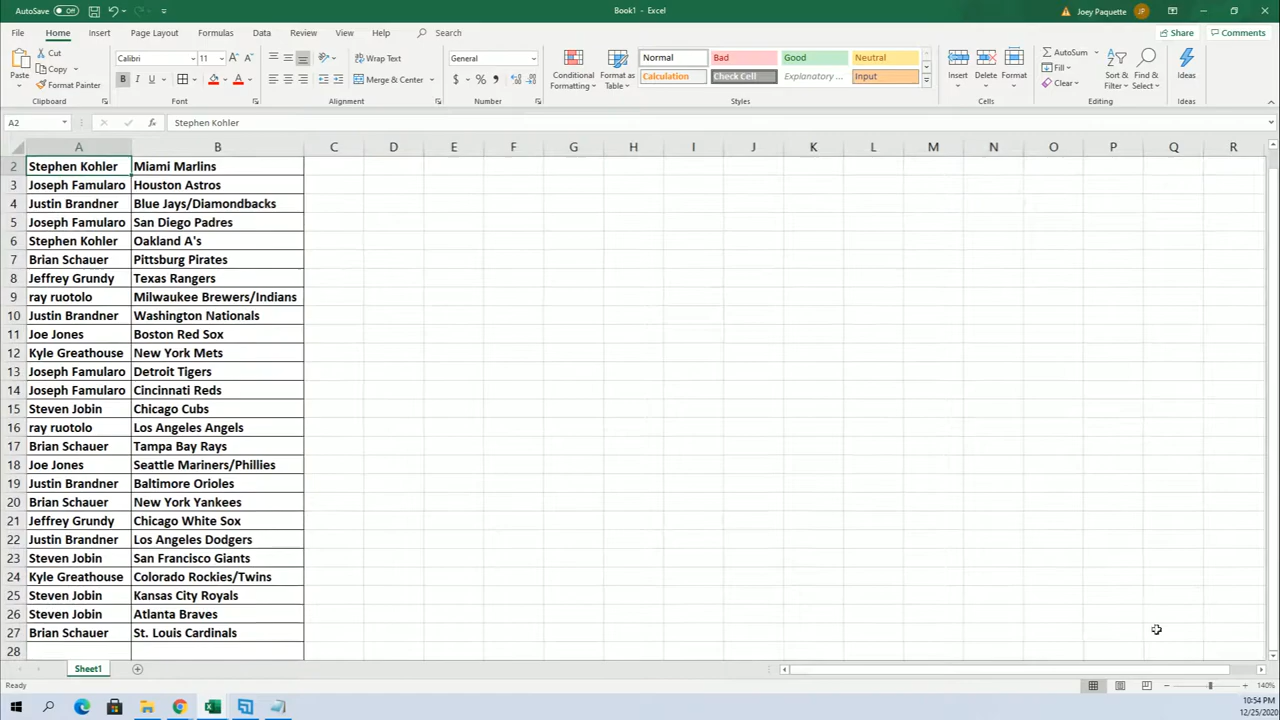 AutoSave Off Book1 - Excel Joey Paquette JP
File Home Insert Page Layout Formulas Data Review View Help Search Share Comments
Paste Cut Copy Format Painter Clipboard
Calibri 11 B I U Font
Wrap Text Merge & Center Alignment
General $ % Number
Conditional Formatting Format as Table
Normal Bad Good Neutral
Calculation Check Cell Explanatory ... Input
Styles
Insert Delete Format Cells
AutoSum Fill Clear Sort & Filter Find & Select Editing
Ideas Ideas
A2 fx Stephen Kohler
A B C D E F G H I J K L M N O P Q R
2 Stephen Kohler Miami Marlins
3 Joseph Famularo Houston Astros
4 Justin Brandner Blue Jays/Diamondbacks
5 Joseph Famularo San Diego Padres
6 Stephen Kohler Oakland A's
7 Brian Schauer Pittsburg Pirates
8 Jeffrey Grundy Texas Rangers
9 ray ruotolo Milwaukee Brewers/Indians
10 Justin Brandner Washington Nationals
11 Joe Jones Boston Red Sox
12 Kyle Greathouse New York Mets
13 Joseph Famularo Detroit Tigers
14 Joseph Famularo Cincinnati Reds
15 Steven Jobin Chicago Cubs
16 ray ruotolo Los Angeles Angels
17 Brian Schauer Tampa Bay Rays
18 Joe Jones Seattle Mariners/Phillies
19 Justin Brandner Baltimore Orioles
20 Brian Schauer New York Yankees
21 Jeffrey Grundy Chicago White Sox
22 Justin Brandner Los Angeles Dodgers
23 Steven Jobin San Francisco Giants
24 Kyle Greathouse Colorado Rockies/Twins
25 Steven Jobin Kansas City Royals
26 Steven Jobin Atlanta Braves
27 Brian Schauer St. Louis Cardinals
28
Sheet1
Ready 140%
10:54 PM
12/25/2020